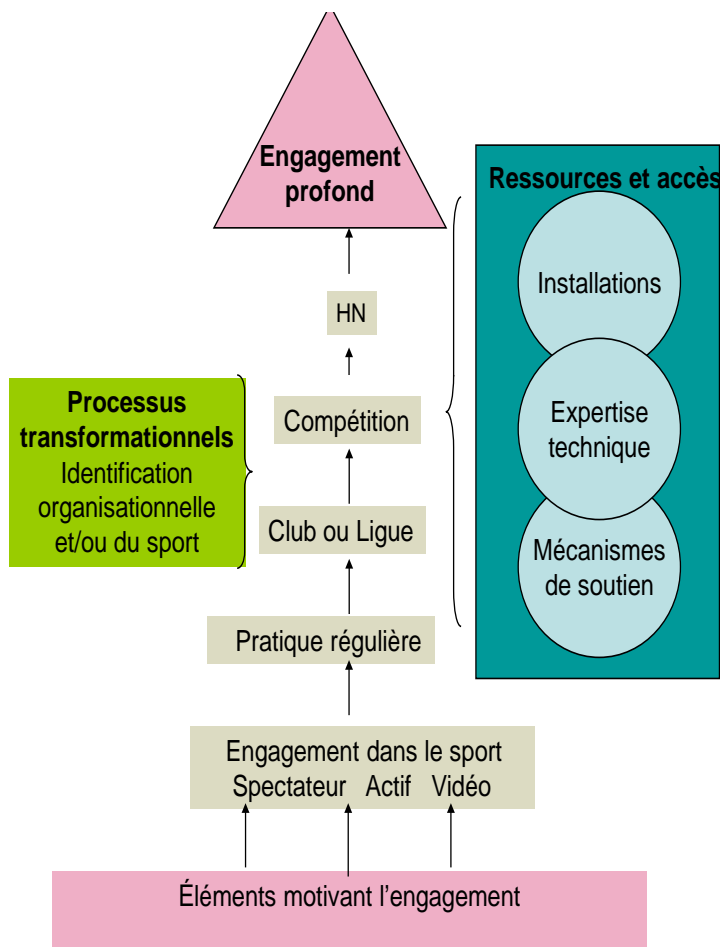 Engagement
profond
Ressources et accès
Installations
HN
Processus
transformationnels
Identification
organisationnelle
et/ou du sport
Compétition
Expertise
technique
Club ou Ligue
Mécanismes
de soutien
Pratique régulière
Engagement dans le sport
Spectateur Actif Vidéo
Éléments motivant l’engagement